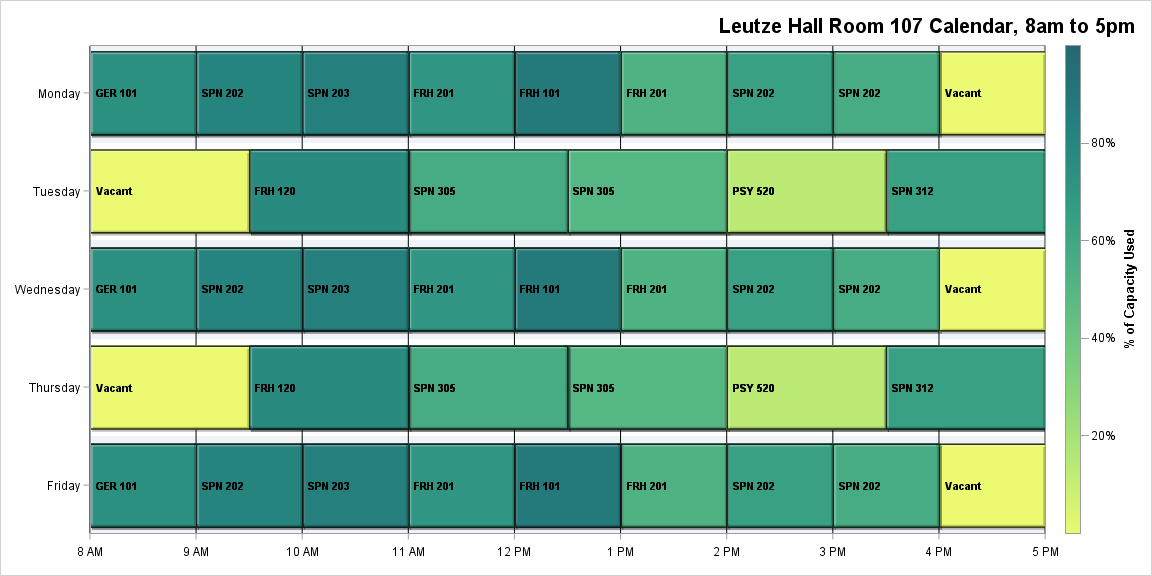 Leutze Hall Room 107 Calendar, 8am to 5pm
Monday
GER 101
SPN 202
SPN 203
FRH 201
FRH 101
FRH 201
SPN 202
SPN 202
Vacant
Tuesday
Vacant
FRH 120
SPN 305
SPN 305
PSY 520
SPN 312
Wednesday
GER 101
SPN 202
SPN 203
FRH 201
FRH 101
FRH 201
SPN 202
SPN 202
Vacant
Thursday
Vacant
FRH 120
SPN 305
SPN 305
PSY 520
SPN 312
Friday
GER 101
SPN 202
SPN 203
FRH 201
FRH 101
FRH 201
SPN 202
SPN 202
Vacant
8 AM
9 AM
10 AM
11 AM
12 PM
1 PM
2 PM
3 PM
4 PM
5 PM
80%
60%
40%
20%
% of Capacity Used